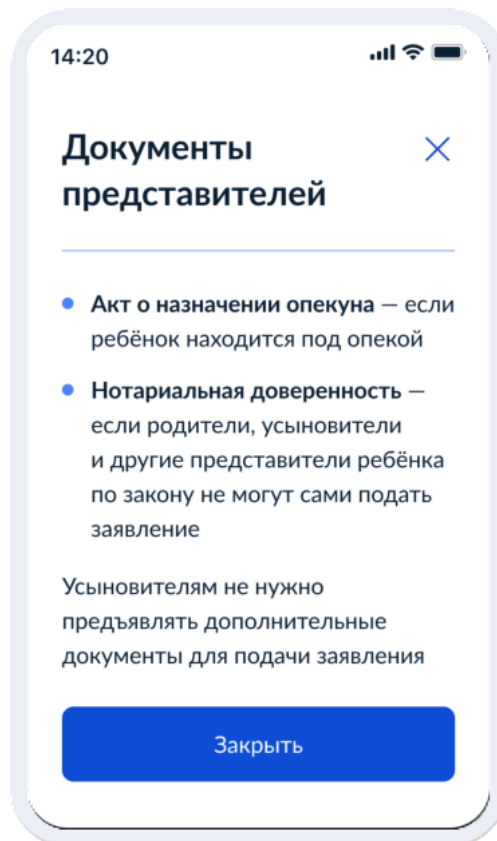 14:20
Документы
представителей
Акт о назначении опекуна — если
ребёнок находится под опекой
Нотариальная доверенность —
если родители, усыновители
и другие представители ребёнка
по закону не могут сами подать
заявление
Усыновителям не нужно
предъявлять дополнительные
документы для подачи заявления
Закрыть